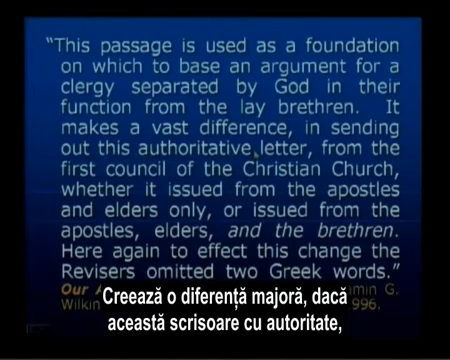 “This passage is used as a foundation
on which to base an argument for a
clergy separated by God in their
function from the lay brethren. It
makes a vast difference, in sending
out this authoritative letter, from the
first council of the Christian Church,
whether it issued from the apostles
and elders only, or issued from the
apostles, elders, and the brethren.
Here again to effect this change the
Revisers omitted two Greek words.”
Our
G.
996.
Creează o diferență majoră, dacă
această scrisoare cu autoritate,